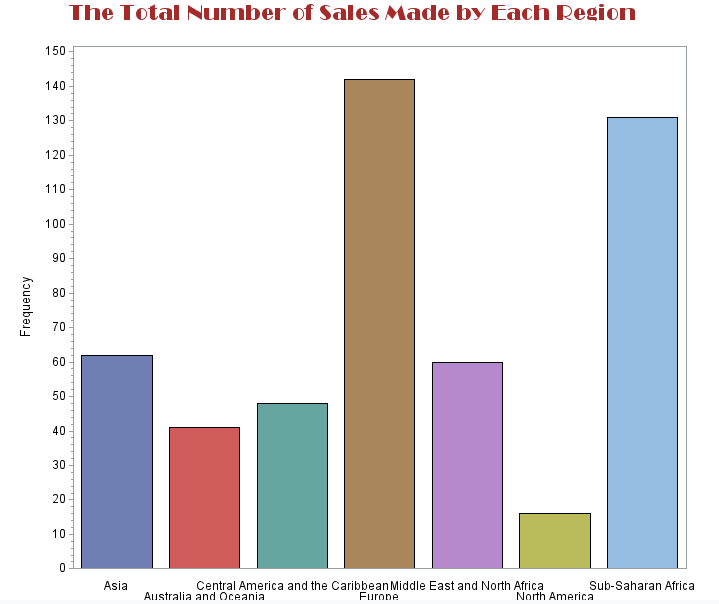 The Total Number of Sales Made by Each Region
150
140
130
120
110
100
90
80
70
60
50
40
30
20
10
0
Frequency
Asia
Australia and Oceania
Central America and the Caribbean
Europe
Middle East and North Africa
North America
Sub-Saharan Africa